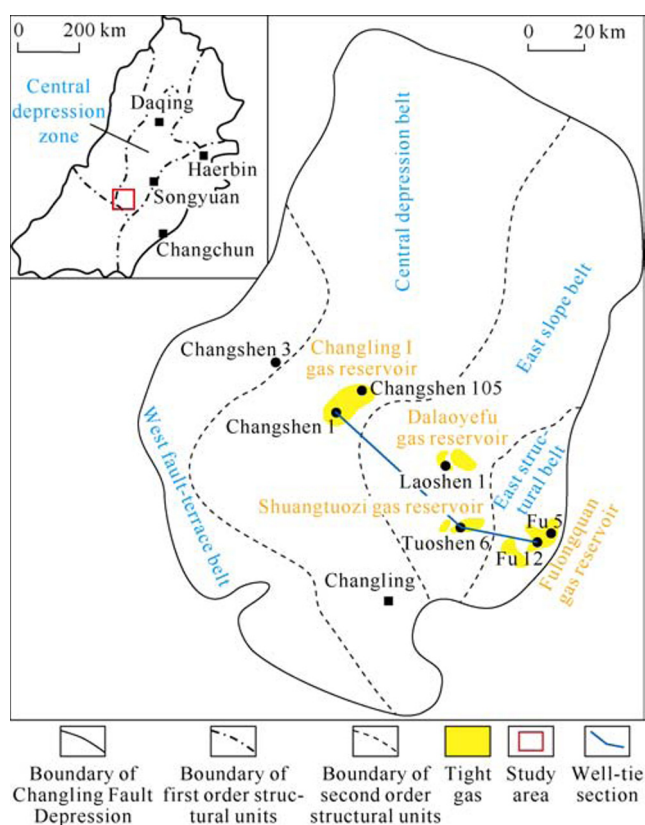 0 200 km
Central
depression
zone
Daqing
Haerbin
Songyuan
Changchun
0 20 km
Central depression belt
East slope belt
Changshen 3
Changling I
gas reservoir
Changshen 105
Changshen 1
Dalaoyefu
gas reservoir
Laoshen 1
East struc-
tural belt
West fault-terrace belt
Shuangtuozi gas reservoir
Tuoshen 6
Fu 5
Fu 12
Fulongquan
gas reservoir
Changling
Boundary of
Changling Fault
Depression
Boundary of
first order struc-
tural units
Boundary of
second order
structural units
Tight
gas
Study
area
Well-tie
section